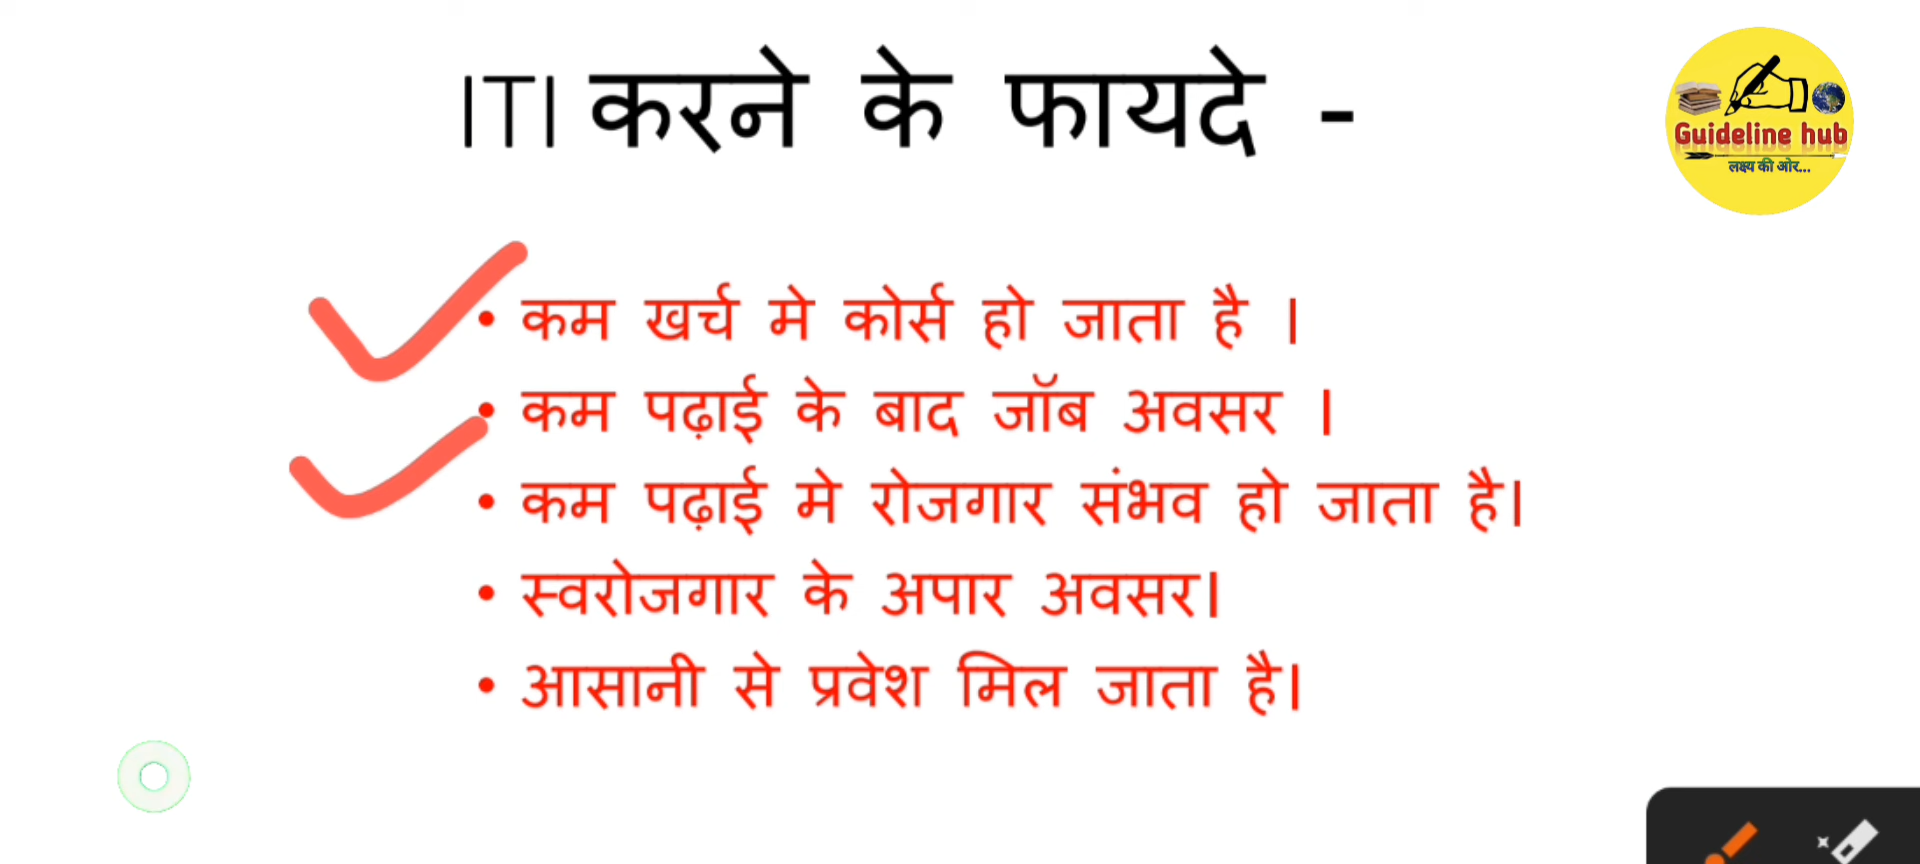 ITI करने के फायदे -
Guideline hub
लक्ष्य की ओर...
• कम खर्च मे कोर्स हो जाता है ।
• कम पढ़ाई के बाद जॉब अवसर ।
• कम पढ़ाई मे रोजगार संभव हो जाता है।
• स्वरोजगार के अपार अवसर।
• आसानी से प्रवेश मिल जाता है।